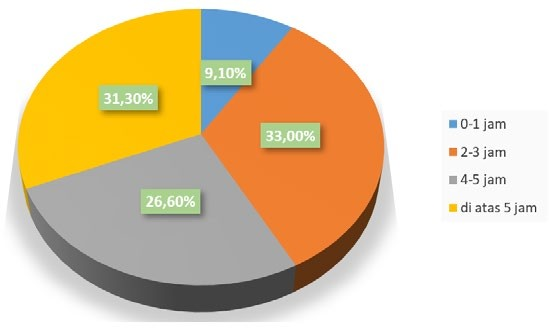 9,10%
33,00%
26,60%
31,30%
0-1 jam
2-3 jam
4-5 jam
di atas 5 jam